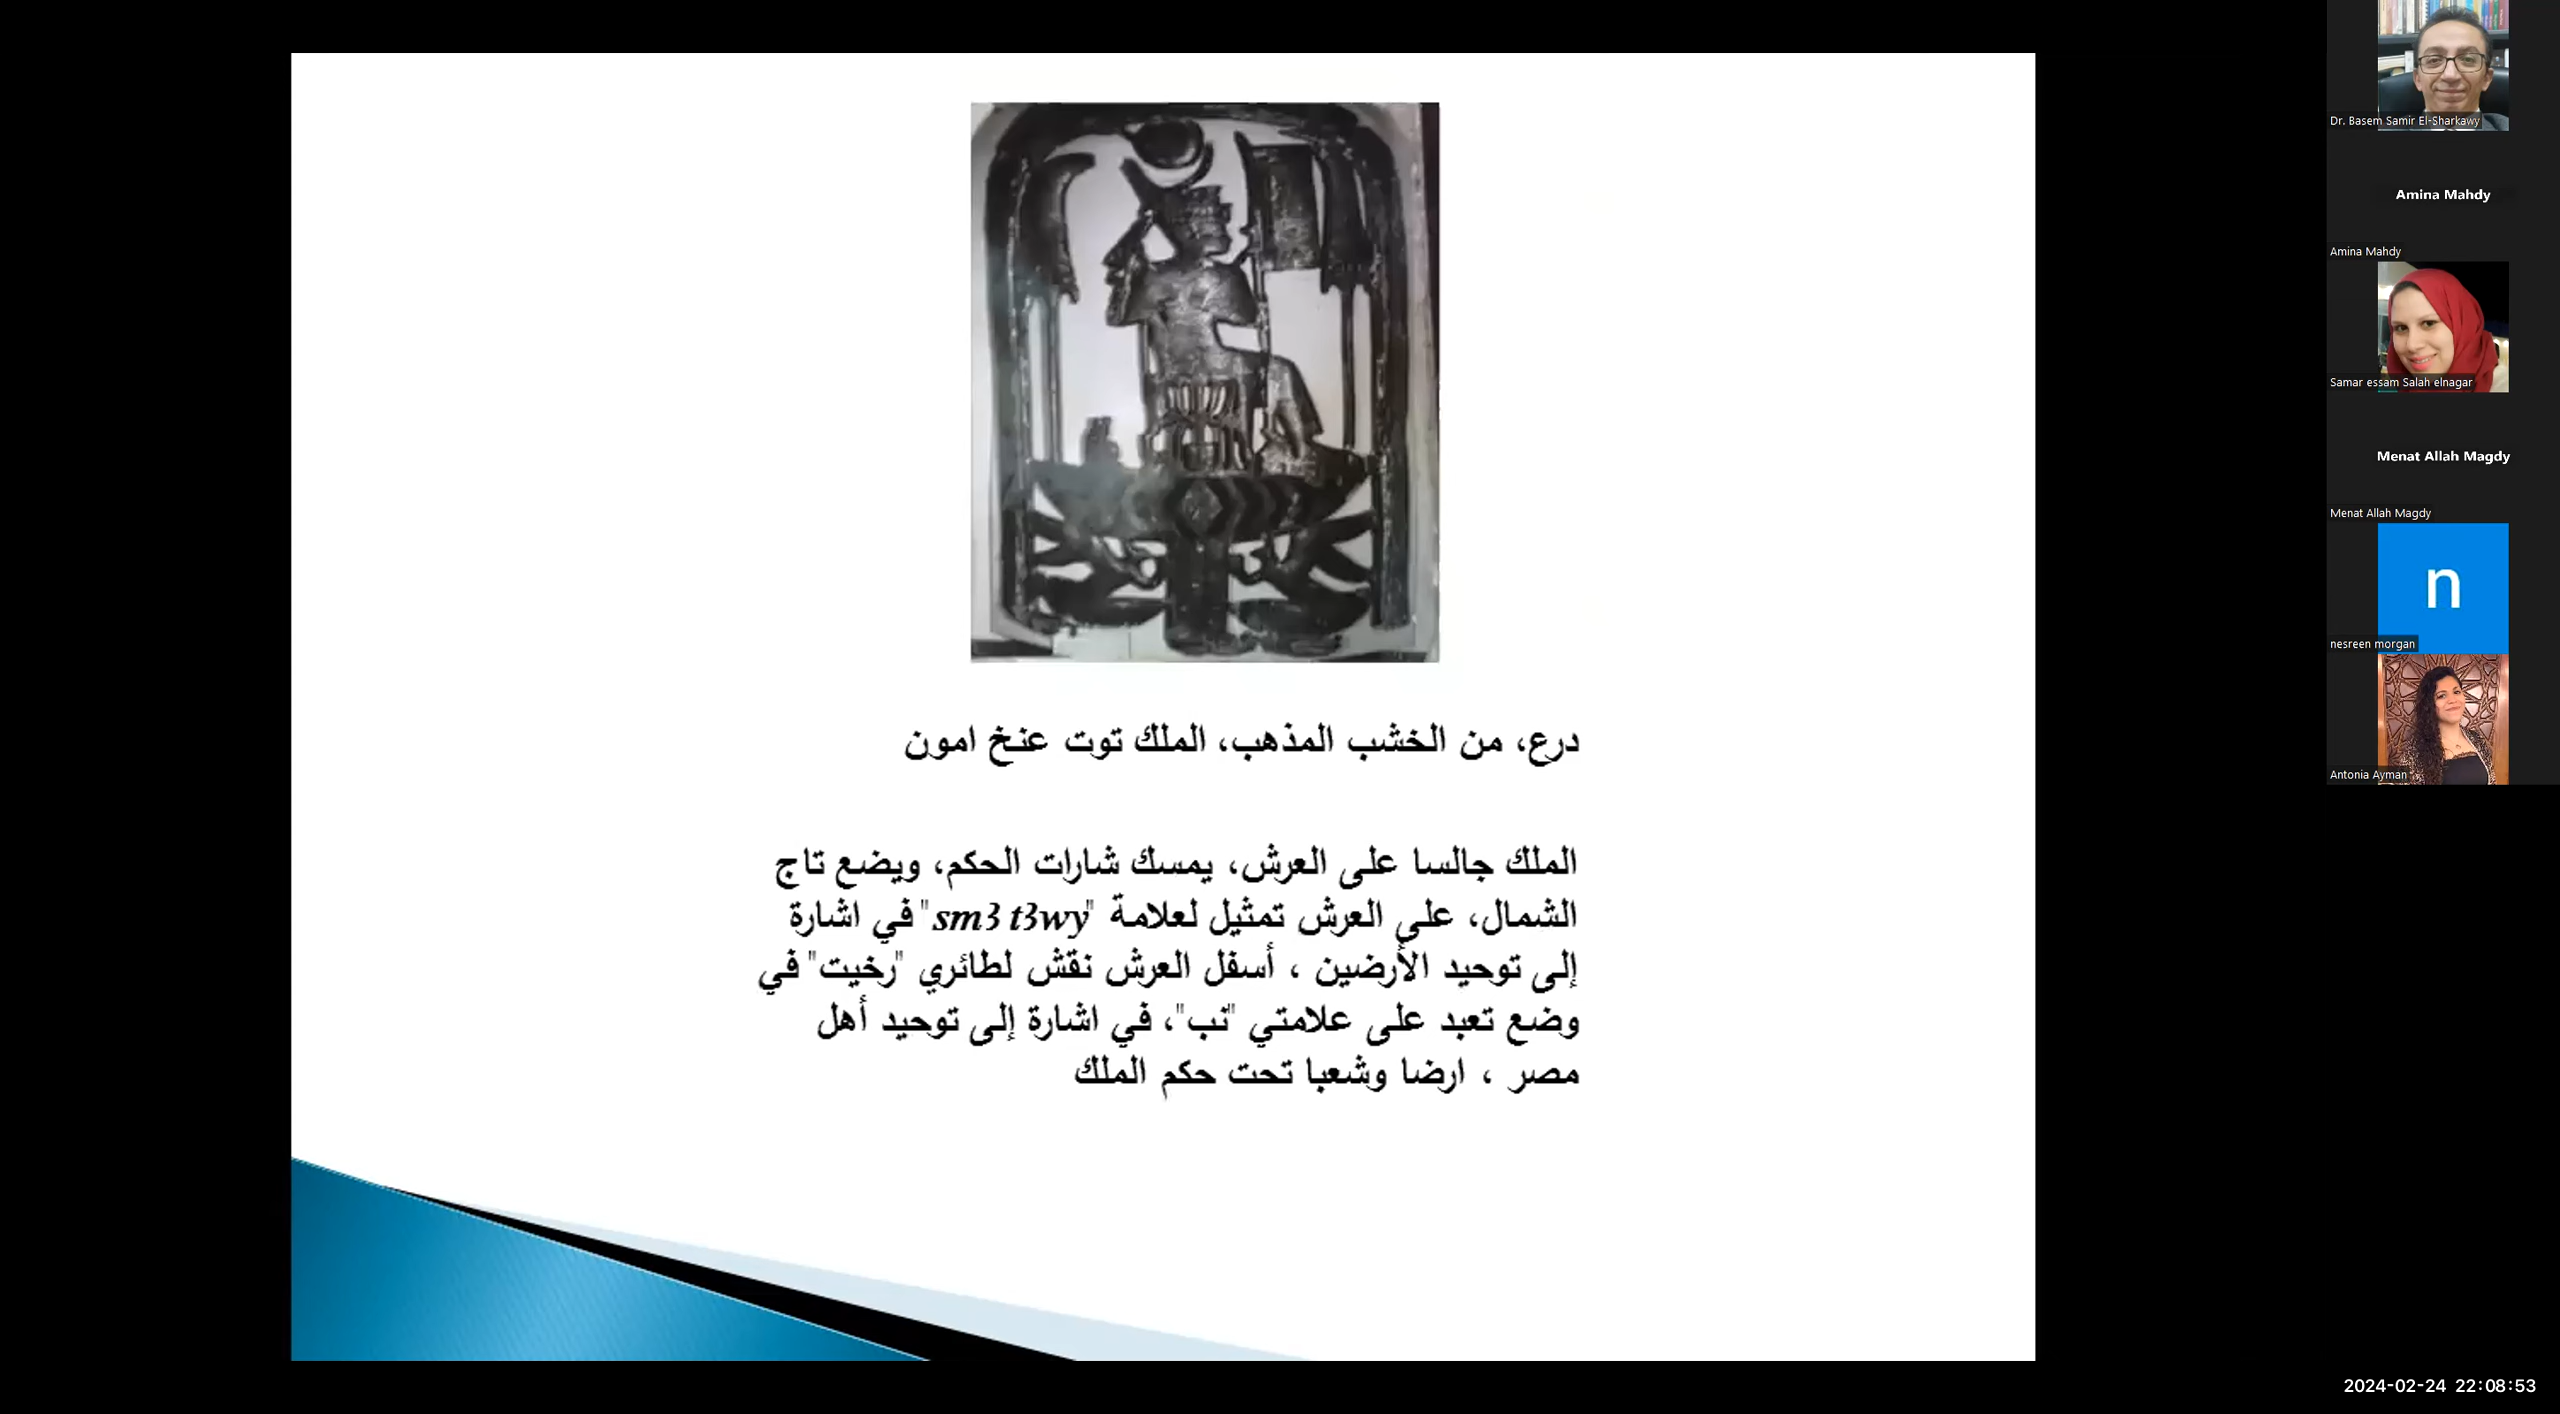 درع، من الخشب المذهب، الملك توت عنخ امون
الملك جالسا على العرش، يمسك شارات الحكم، ويضع تاج
الشمال، على العرش تمثيل لعلامة "sm3 t3wy" في اشارة
إلى توحيد الأرضين ، أسفل العرش نقش لطائري "رخيت" في
وضع تعبد على علامتي "نب"، في اشارة إلى توحيد أهل
مصر ، ارضا وشعبا تحت حكم الملك
Dr. Basem Samir El-Sharkawy
Amina Mahdy
Amina Mahdy
Samar essam Salah elnagar
Menat Allah Magdy
Menat Allah Magdy
n
nesreen morgan
Antonia Ayman
2024-02-24 22:08:53